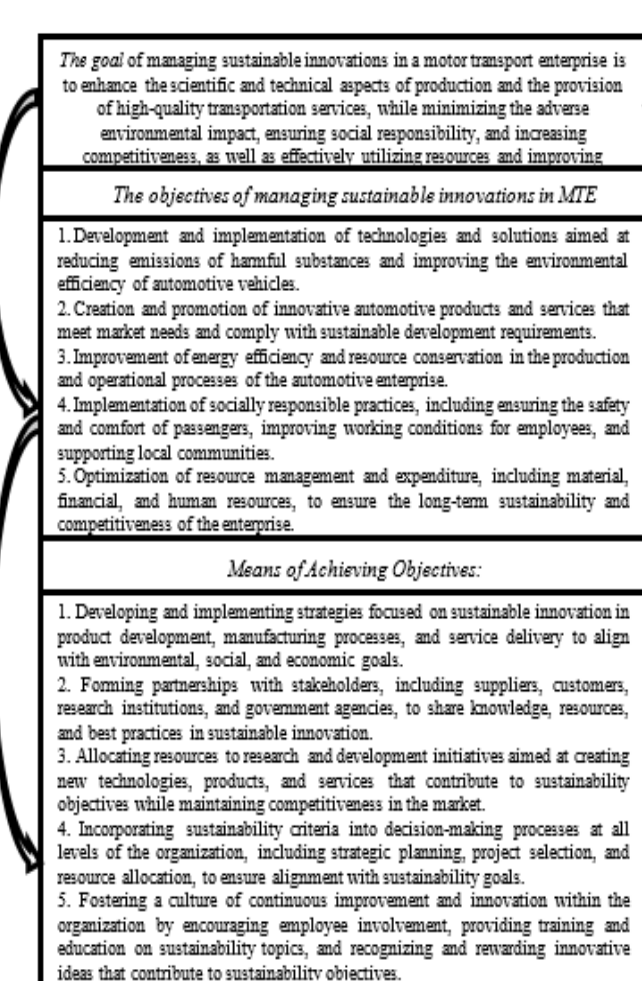 The goal of managing sustainable innovations in a motor transport enterprise is
to enhance the scientific and technical aspects of production and the provision
of high-quality transportation services, while minimizing the adverse
environmental impact, ensuring social responsibility, and increasing
competitiveness, as well as effectively utilizing resources and improving
The objectives of managing sustainable innovations in MTE
1. Development and implementation of technologies and solutions aimed at
reducing emissions of harmful substances and improving the environmental
efficiency of automotive vehicles.
2. Creation and promotion of innovative automotive products and services that
meet market needs and comply with sustainable development requirements.
3. Improvement of energy efficiency and resource conservation in the production
and operational processes of the automotive enterprise.
4. Implementation of socially responsible practices, including ensuring the safety
and comfort of passengers, improving working conditions for employees, and
supporting local communities.
5. Optimization of resource management and expenditure, including material,
financial, and human resources, to ensure the long-term sustainability and
competitiveness of the enterprise.
Means of Achieving Objectives:
1. Developing and implementing strategies focused on sustainable innovation in
product development, manufacturing processes, and service delivery to align
with environmental, social, and economic goals.
2. Forming partnerships with stakeholders, including suppliers, customers,
research institutions, and government agencies, to share knowledge, resources,
and best practices in sustainable innovation.
3. Allocating resources to research and development initiatives aimed at creating
new technologies, products, and services that contribute to sustainability
objectives while maintaining competitiveness in the market.
4. Incorporating sustainability criteria into decision-making processes at all
levels of the organization, including strategic planning, project selection, and
resource allocation, to ensure alignment with sustainability goals.
5. Fostering a culture of continuous improvement and innovation within the
organization by encouraging employee involvement, providing training and
education on sustainability topics, and recognizing and rewarding innovative
ideas that contribute to sustainability objectives.